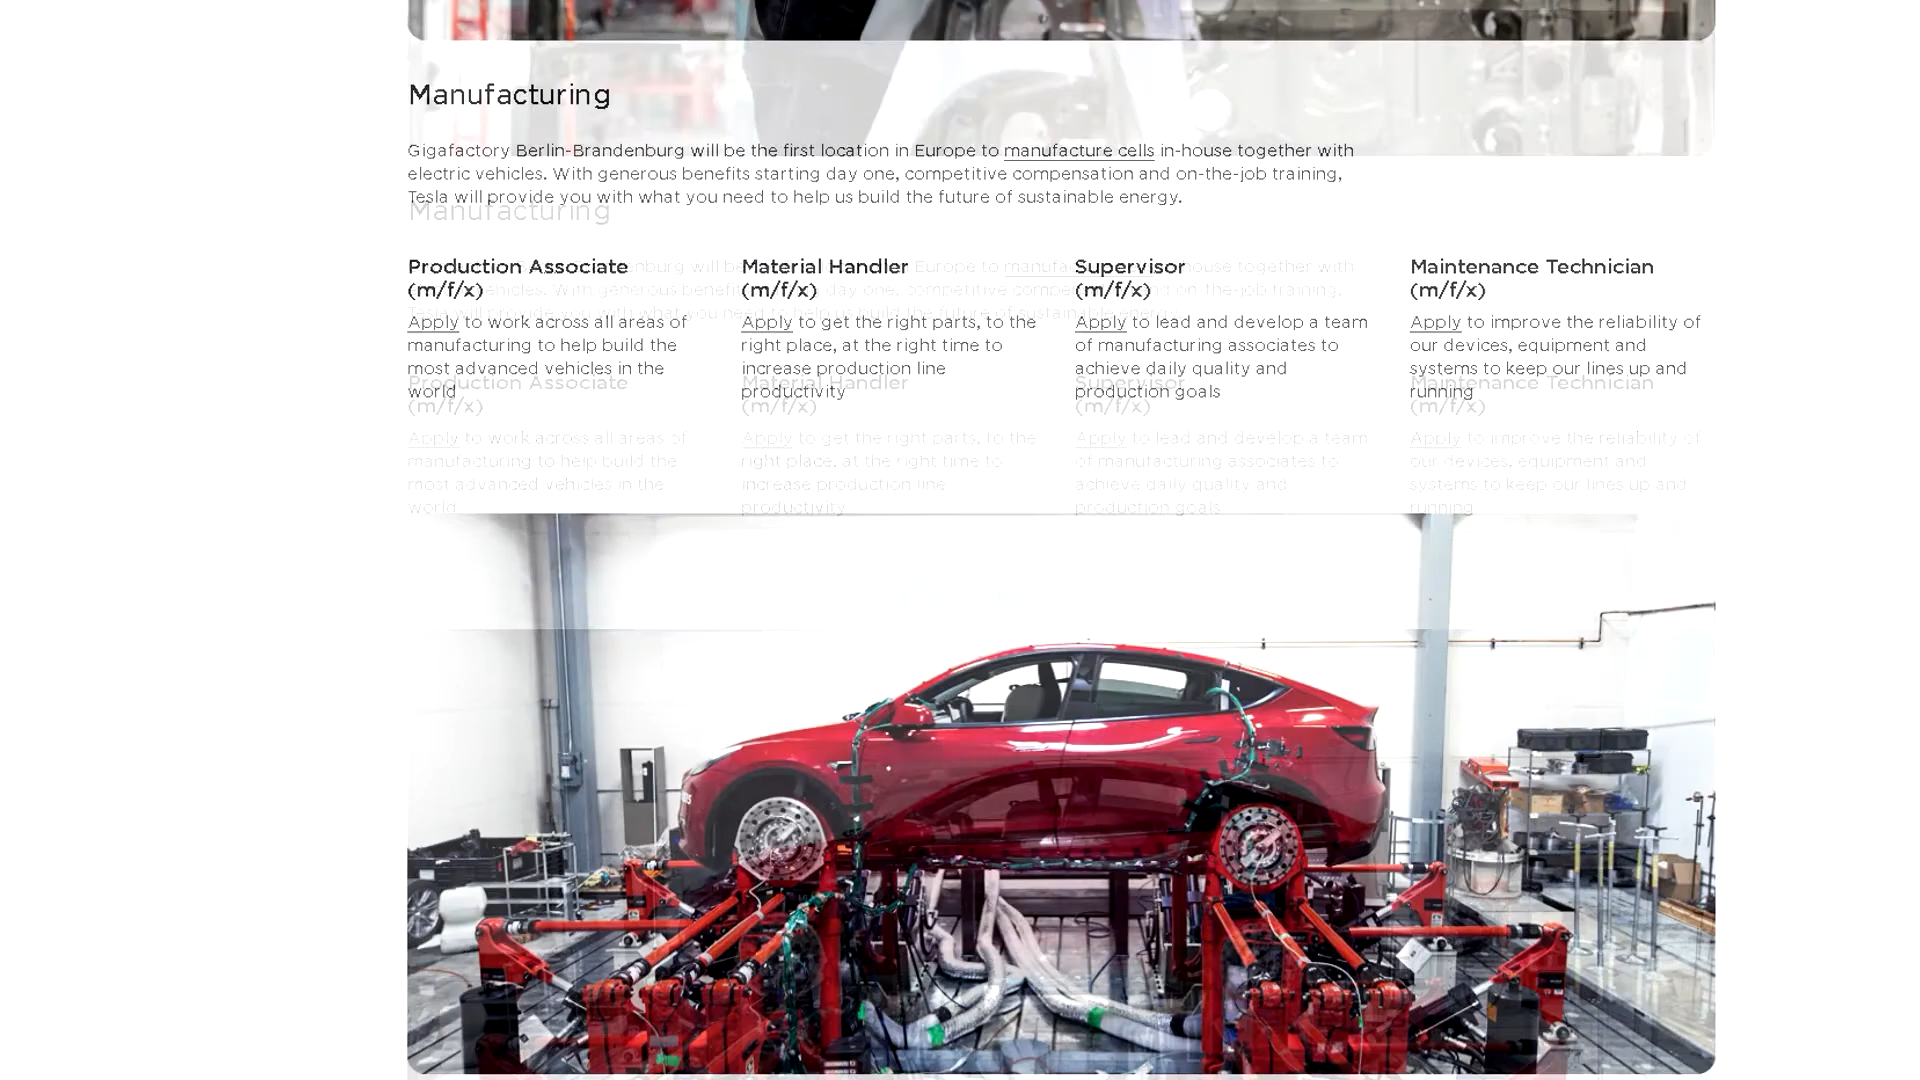 Manufacturing
Gigafactory Berlin-Brandenburg will be the first location in Europe to manufacture cells in-house together with
electric vehicles. With generous benefits starting day one, competitive compensation and on-the-job training,
Tesla will provide you with what you need to help us build the future of sustainable energy.
Production Associate
(m/f/x)
Apply to work across all areas of
manufacturing to help build the
most advanced vehicles in the
world
Material Handler
(m/f/x)
Apply to get the right parts, to the
right place, at the right time to
increase production line
productivity
Supervisor
(m/f/x)
Apply to lead and develop a team
of manufacturing associates to
achieve daily quality and
production goals
Maintenance Technician
(m/f/x)
Apply to improve the reliability of
our devices, equipment and
systems to keep our lines up and
running